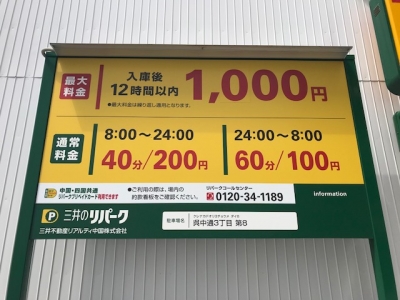 最大料金
入庫後
12時間以内
1,000円
●最大料金は繰り返し適用となります。
通常料金
8:00～24:00
40分/200円
24:00～8:00
60分/100円
中国・四国共通
リパークプリペイドカード利用できます
●ご利用の際は、場内の
約款看板をご確認ください。
リパークコールセンター
0120-34-1189
information
P 三井のリパーク
三井不動産リアルティ中国株式会社
駐車場名
呉中通3丁目 第8